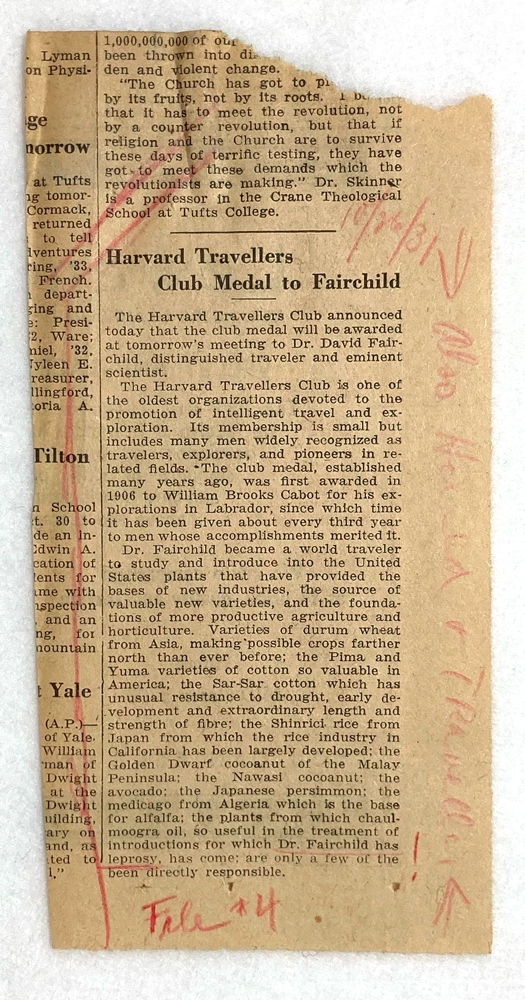 . Lyman
on Physi-
ge
morrow
at Tufts
ng tomor-
Cormack,
returned
to tell
dventures
ring, '33,
French.
depart-
ging and
e: Presi-
2, Ware;
niel, '32,
Nyleen E.
reasurer,
llingford,
oria A.
Tilton
n School
t. 30 to
de an in-
Edwin A.
cation of
ents for
me with
nspection
, and an
ng, for
mountain
t Yale
(A.P.)—
of Yale.
William
man of
Dwight
at the
Dwight
uilding,
ary on
and, as
ted to
l."
1,000,000,000 of our
been thrown into di
den and violent change.
"The Church has got to pr
by its fruits, not by its roots. I
that it has to meet the revolution, not
by a counter revolution, but that if
religion and the Church are to survive
these days of terrific testing, they have
got to meet these demands which the
revolutionists are making." Dr. Skinner
is a professor in the Crane Theological
School at Tufts College.
10/26/31
Harvard Travellers
Club Medal to Fairchild
The Harvard Travellers Club announced
today that the club medal will be awarded
at tomorrow's meeting to Dr. David Fair-
child, distinguished traveler and eminent
scientist.
The Harvard Travellers Club is one of
the oldest organizations devoted to the
promotion of intelligent travel and ex-
ploration. Its membership is small but
includes many men widely recognized as
travelers, explorers, and pioneers in re-
lated fields. The club medal, established
many years ago, was first awarded in
1906 to William Brooks Cabot for his ex-
plorations in Labrador, since which time
it has been given about every third year
to men whose accomplishments merited it.
Dr. Fairchild became a world traveler
to study and introduce into the United
States plants that have provided the
bases of new industries, the source of
valuable new varieties, and the founda-
tions of more productive agriculture and
horticulture. Varieties of durum wheat
from Asia, making possible crops farther
north than ever before; the Pima and
Yuma varieties of cotton so valuable in
America; the Sar-Sar cotton which has
unusual resistance to drought, early de-
velopment and extraordinary length and
strength of fibre; the Shinrici rice from
Japan from which the rice industry in
California has been largely developed; the
Golden Dwarf cocoanut of the Malay
Peninsula; the Nawasi cocoanut; the
avocado; the Japanese persimmon; the
medicago from Algeria which is the base
for alfalfa; the plants from which chaul-
moogra oil, so useful in the treatment of
introductions for which Dr. Fairchild has
leprosy, has come; are only a few of the
been directly responsible.
!
File #4